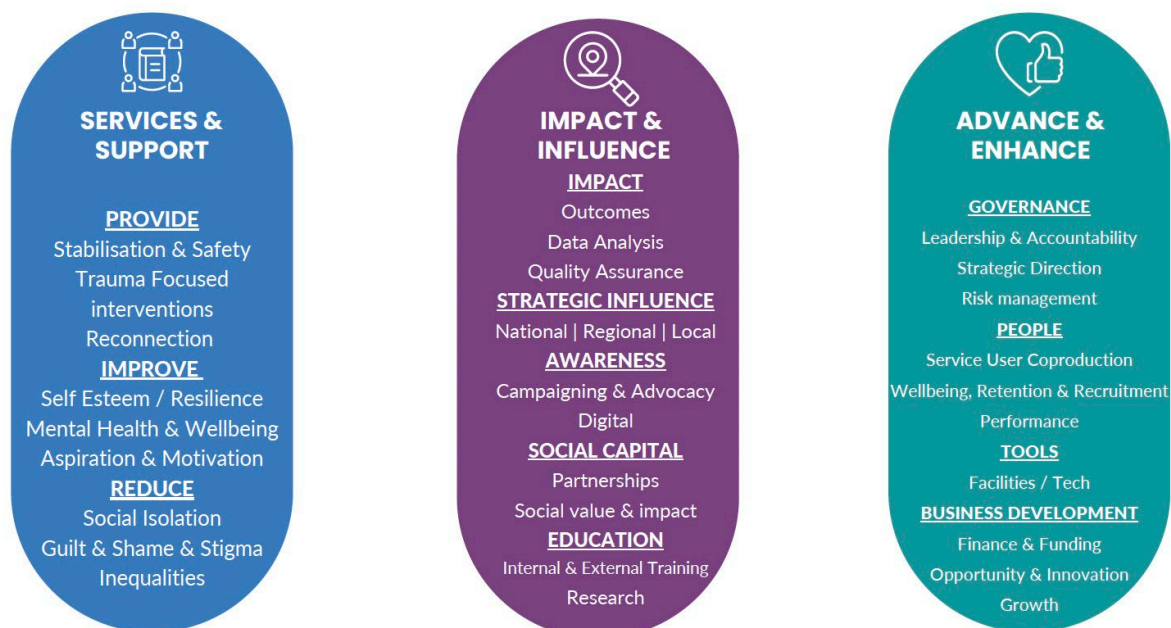 SERVICES &
SUPPORT
PROVIDE
Stabilisation & Safety
Trauma Focused
interventions
Reconnection
IMPROVE
Self Esteem / Resilience
Mental Health & Wellbeing
Aspiration & Motivation
REDUCE
Social Isolation
Guilt & Shame & Stigma
Inequalities
IMPACT &
INFLUENCE
IMPACT
Outcomes
Data Analysis
Quality Assurance
STRATEGIC INFLUENCE
National | Regional | Local
AWARENESS
Campaigning & Advocacy
Digital
SOCIAL CAPITAL
Partnerships
Social value & impact
EDUCATION
Internal & External Training
Research
ADVANCE &
ENHANCE
GOVERNANCE
Leadership & Accountability
Strategic Direction
Risk management
PEOPLE
Service User Coproduction
Wellbeing, Retention & Recruitment
Performance
TOOLS
Facilities / Tech
BUSINESS DEVELOPMENT
Finance & Funding
Opportunity & Innovation
Growth